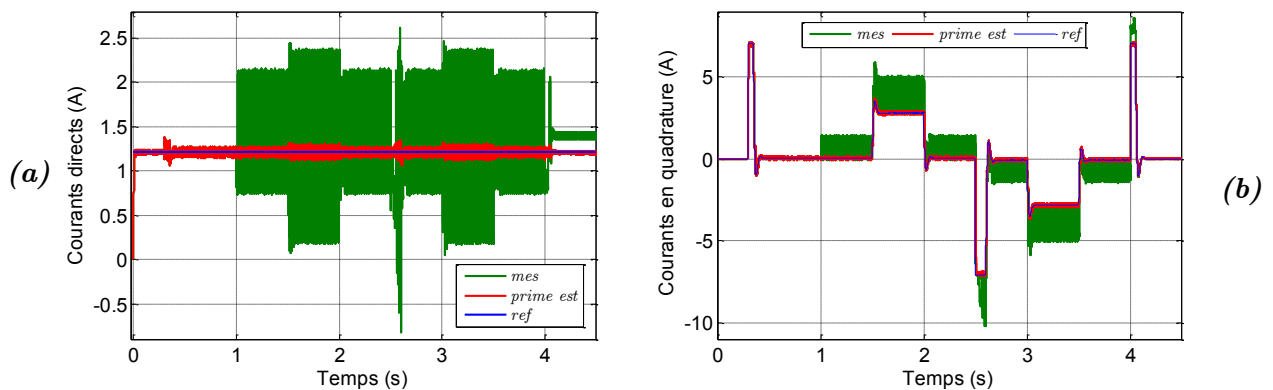 (a)
Courants directs (A)
2.5
2
1.5
1
0.5
0
-0.5
0 1 2 3 4
Temps (s)
mes
prime est
ref
Courants en quadrature (A)
5
0
-5
-10
0 1 2 3 4
Temps (s)
mes prime est ref
(b)